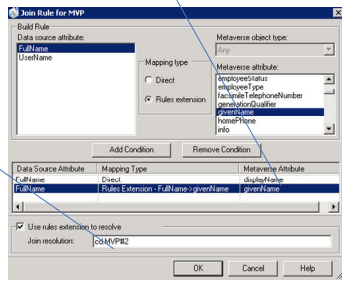 Join Rule for MVP
Build Rule
Data source attribute:
FullName
UserName
Mapping type
Direct
Rules extension
Metaverse object type:
Any
Metaverse attribute:
employeeStatus
employeeType
facsimileTelephoneNumber
generationQualifier
givenName
homePhone
info
Add Condition
Remove Condition
Data Source Attribute Mapping Type Metaverse Attribute
FullName Direct displayName
FullName Rules Extension - FullName->givenName givenName
Use rules extension to resolve
Join resolution: cd.MVP#2
OK Cancel Help